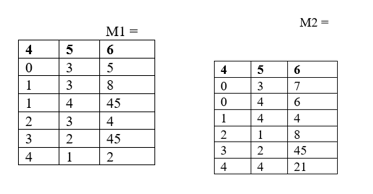 M1 =
4 5 6
0 3 5
1 3 8
1 4 45
2 3 4
3 2 45
4 1 2
M2 =
4 5 6
0 3 7
0 4 6
1 4 4
2 1 8
3 2 45
4 4 21